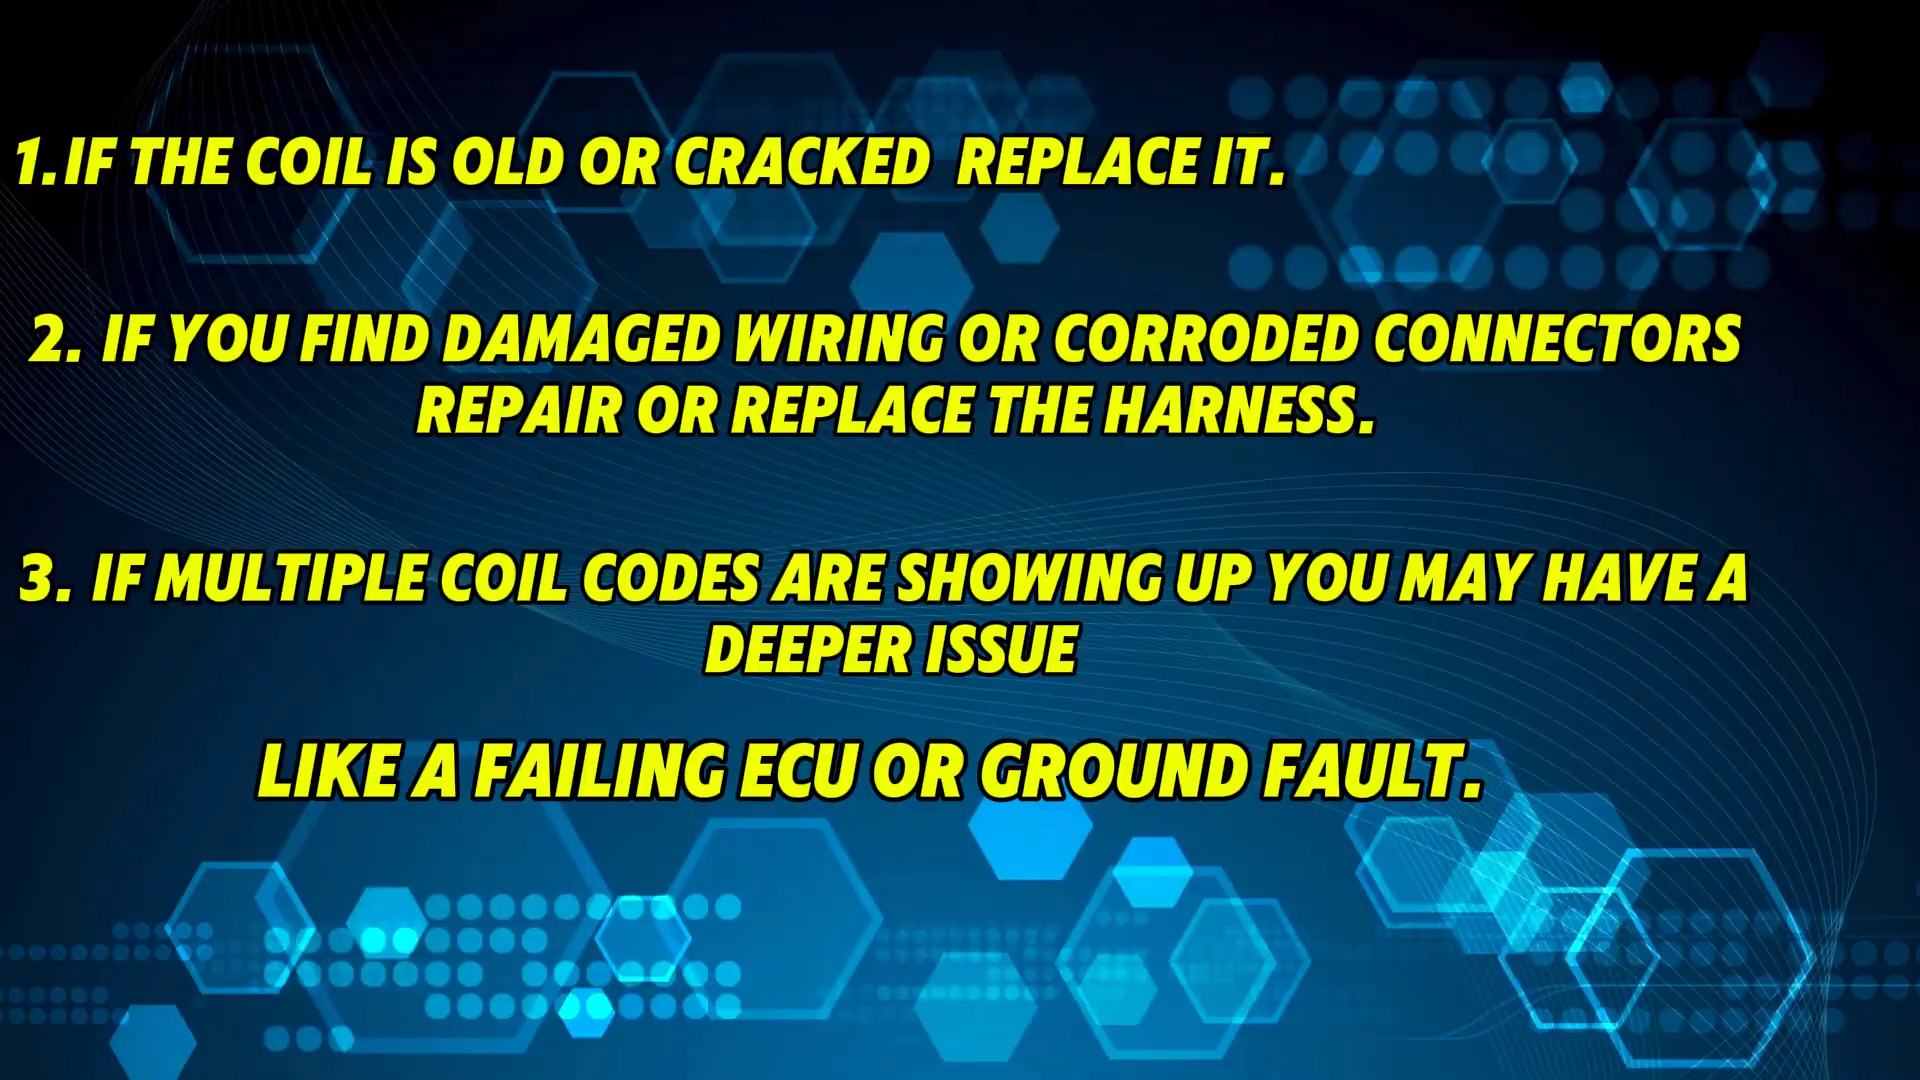 1.IF THE COIL IS OLD OR CRACKED  REPLACE IT.
2. IF YOU FIND DAMAGED WIRING OR CORRODED CONNECTORS
REPAIR OR REPLACE THE HARNESS.
3. IF MULTIPLE COIL CODES ARE SHOWING UP YOU MAY HAVE A
DEEPER ISSUE
LIKE A FAILING ECU OR GROUND FAULT.